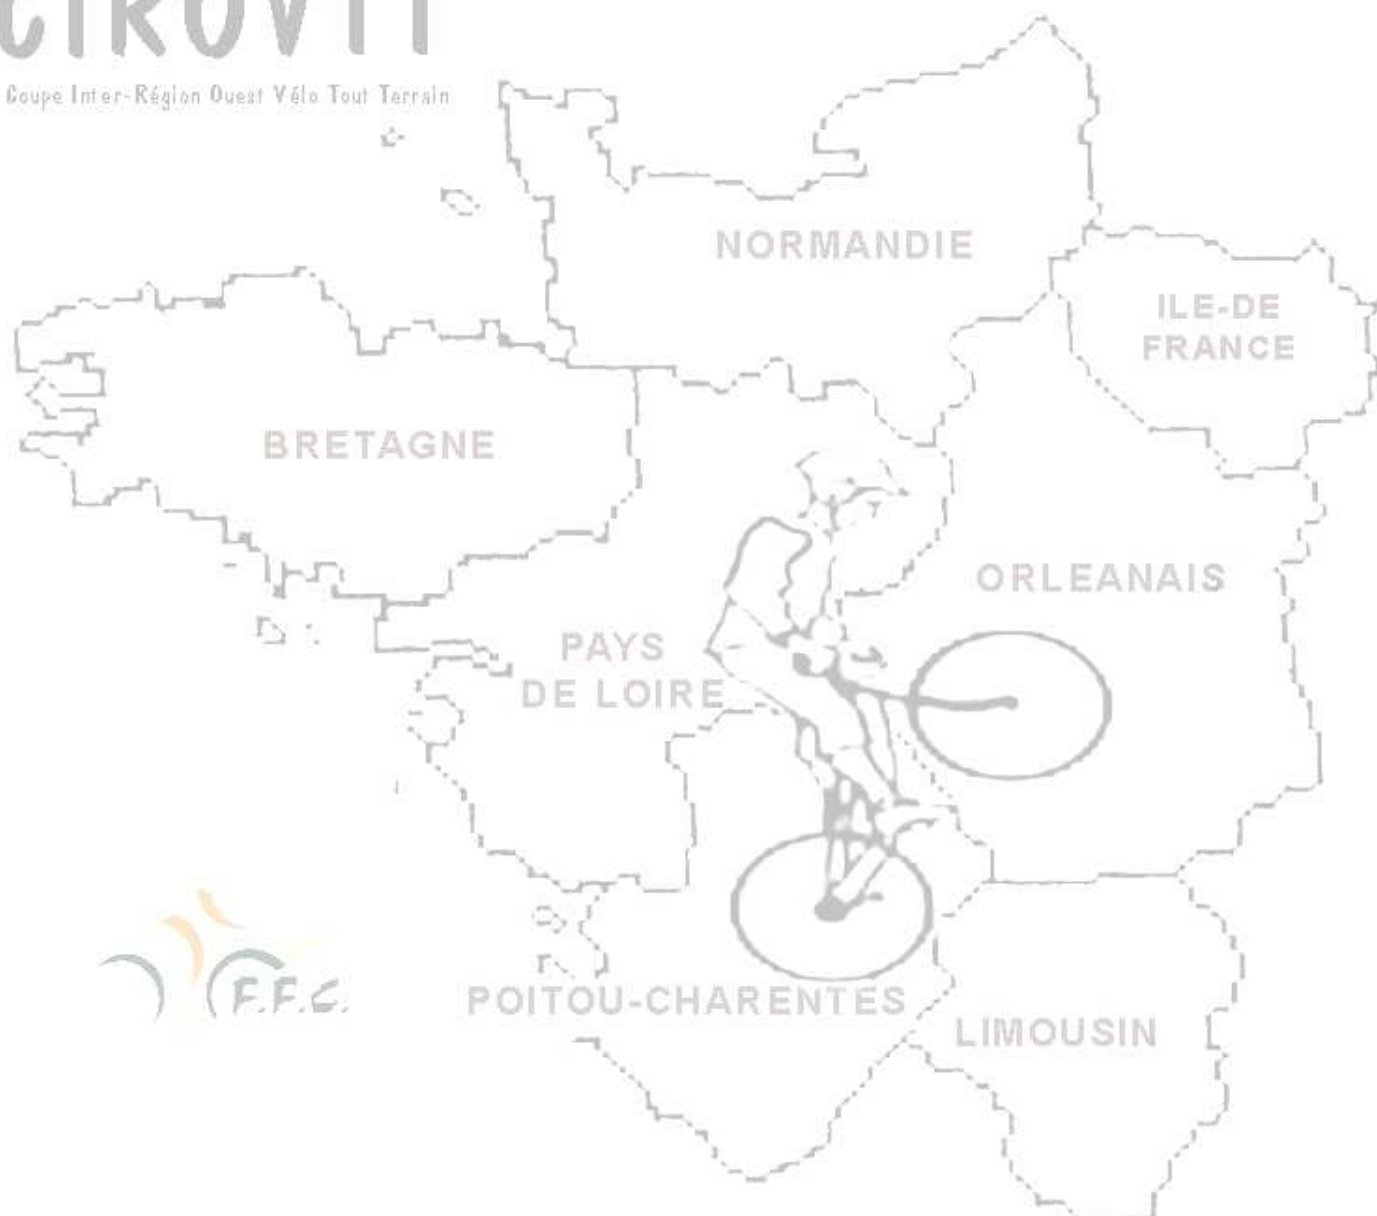 CIROVTT
Coupe Inter-Région Ouest Vélo Tout Terrain
NORMANDIE
ILE-DE
FRANCE
BRETAGNE
ORLEANAIS
PAYS
DE LOIRE
F.F.C.
POITOU-CHARENTES
LIMOUSIN